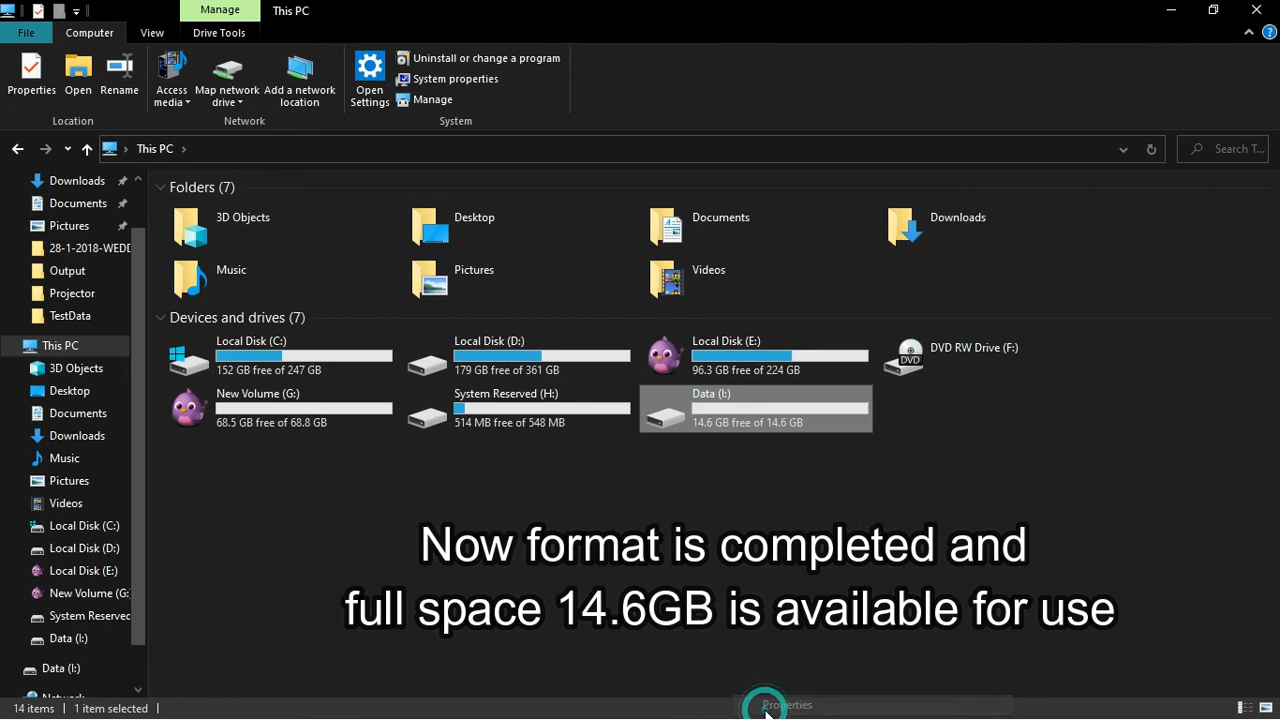 Manage
This PC
File
Computer
View
Drive Tools
Properties
Open
Rename
Access media
Map network drive
Add a network location
Open Settings
Uninstall or change a program
System properties
Manage
Location
Network
System
This PC
Search T...
Downloads
Documents
Pictures
28-1-2018-WEDD
Output
Projector
TestData
This PC
3D Objects
Desktop
Documents
Downloads
Music
Pictures
Videos
Local Disk (C:)
Local Disk (D:)
Local Disk (E:)
New Volume (G:)
System Reserved
Data (I:)
Data (I:)
Network
Folders (7)
3D Objects
Desktop
Documents
Downloads
Music
Pictures
Videos
Devices and drives (7)
Local Disk (C:)
152 GB free of 247 GB
Local Disk (D:)
179 GB free of 361 GB
Local Disk (E:)
96.3 GB free of 224 GB
DVD
DVD RW Drive (F:)
New Volume (G:)
68.5 GB free of 68.8 GB
System Reserved (H:)
514 MB free of 548 MB
Data (I:)
14.6 GB free of 14.6 GB
Now format is completed and
full space 14.6GB is available for use
Properties
14 items
1 item selected